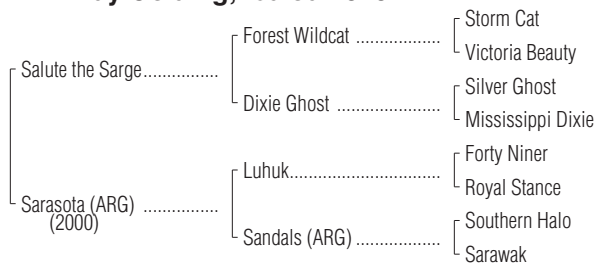 Storm Cat
Forest Wildcat ...................
Victoria Beauty
Salute the Sarge................
Silver Ghost
Dixie Ghost .......................
Mississippi Dixie
Forty Niner
Luhuk.................................
Royal Stance
Sarasota (ARG) ................
(2000)
Southern Halo
Sandals (ARG) ..................
Sarawak